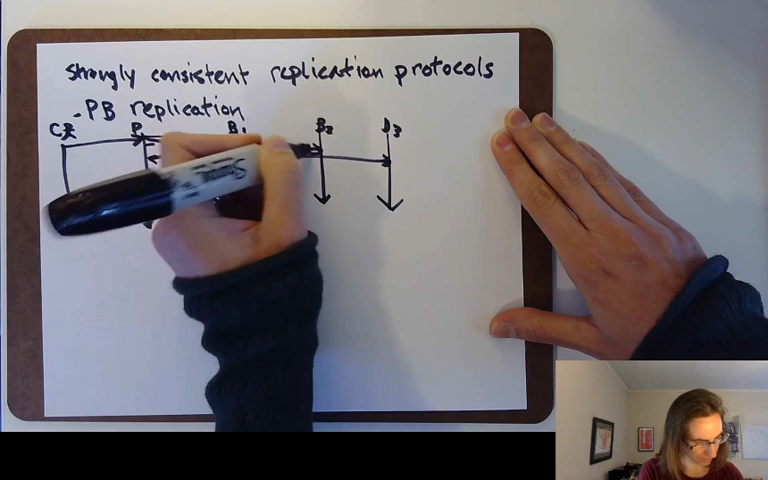 Strongly consistent replication protocols
- PB replication
P B₁ B₂ B₃
Sharpie